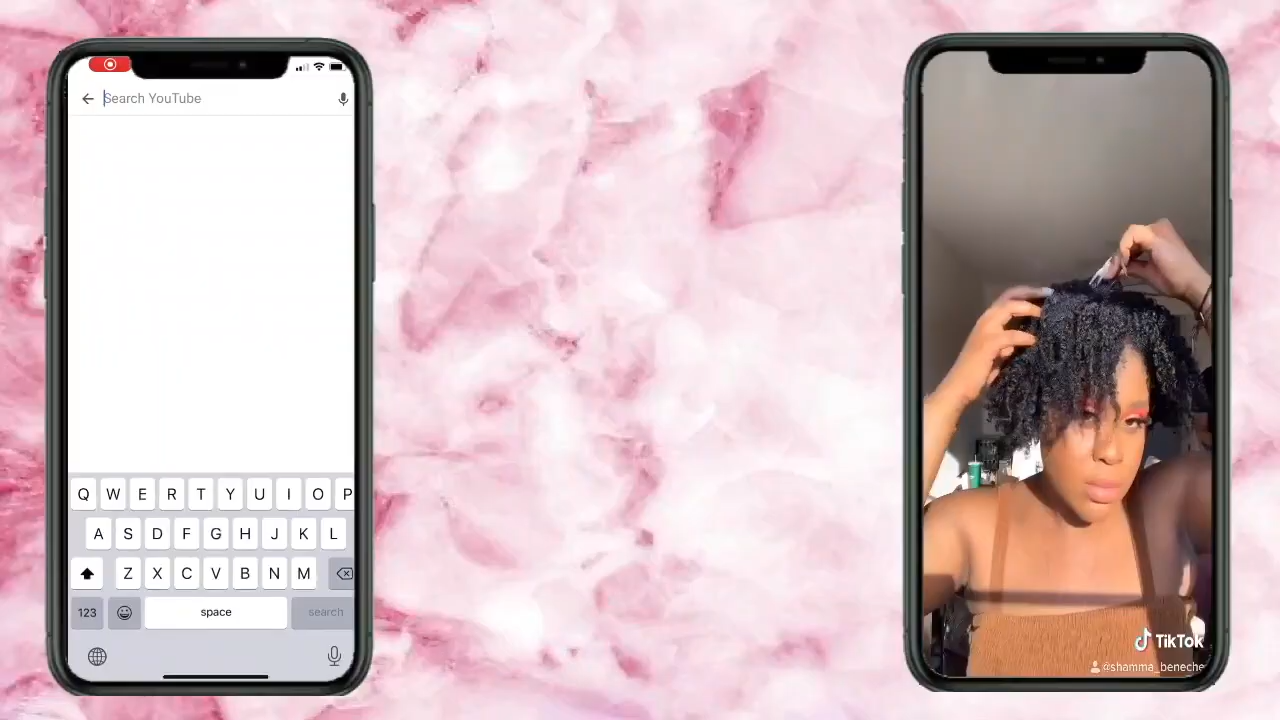 Search YouTube
Q W E R T Y U I O P
A S D F G H J K L
Z X C V B N M
123 space search
TikTok
@shamma_beneche